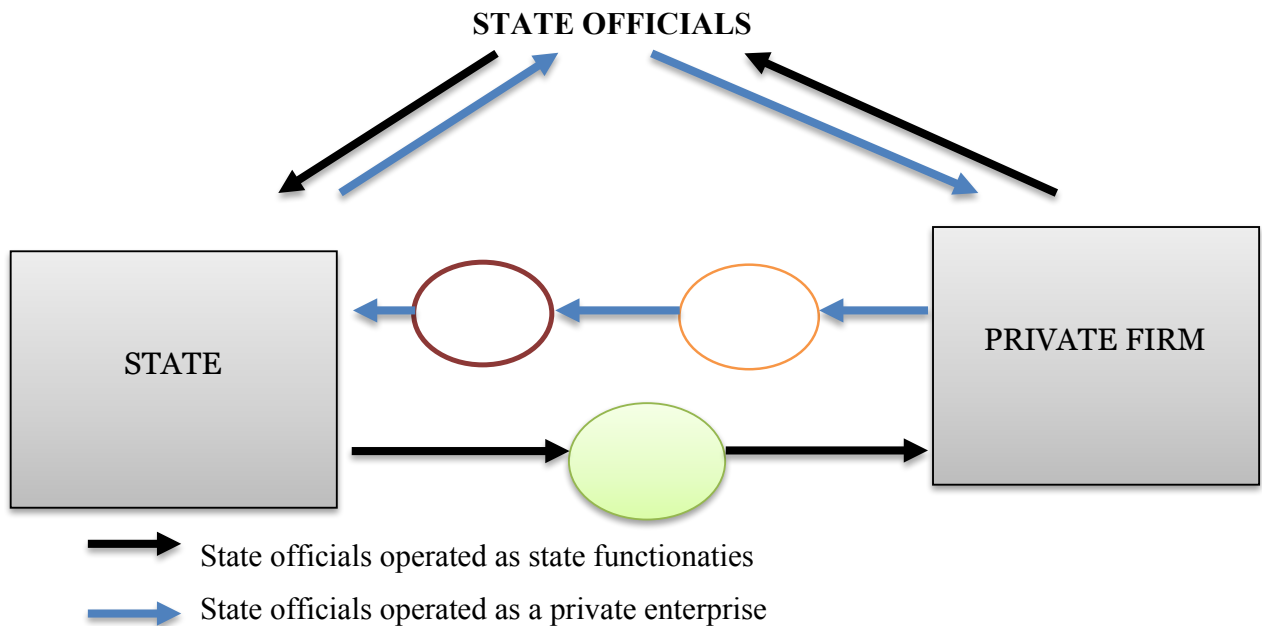 STATE OFFICIALS
STATE
PRIVATE FIRM
State officials operated as state functionaties
State officials operated as a private enterprise